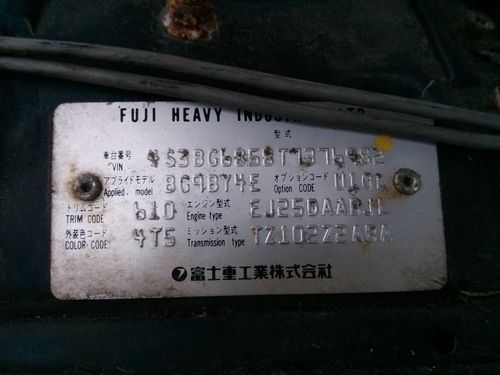 FUJI HEAVY
型式
車台番号
VIN
アプライドモデル BG9BY4E オプションコード
Applied. model Option CODE
トリムコード 610 エンジン型式
TRIM CODE Engine type
外装色コード 4T5 ミッション型式 TZ102Z2ABA
COLOR CODE Transmission type
富士重工業株式会社